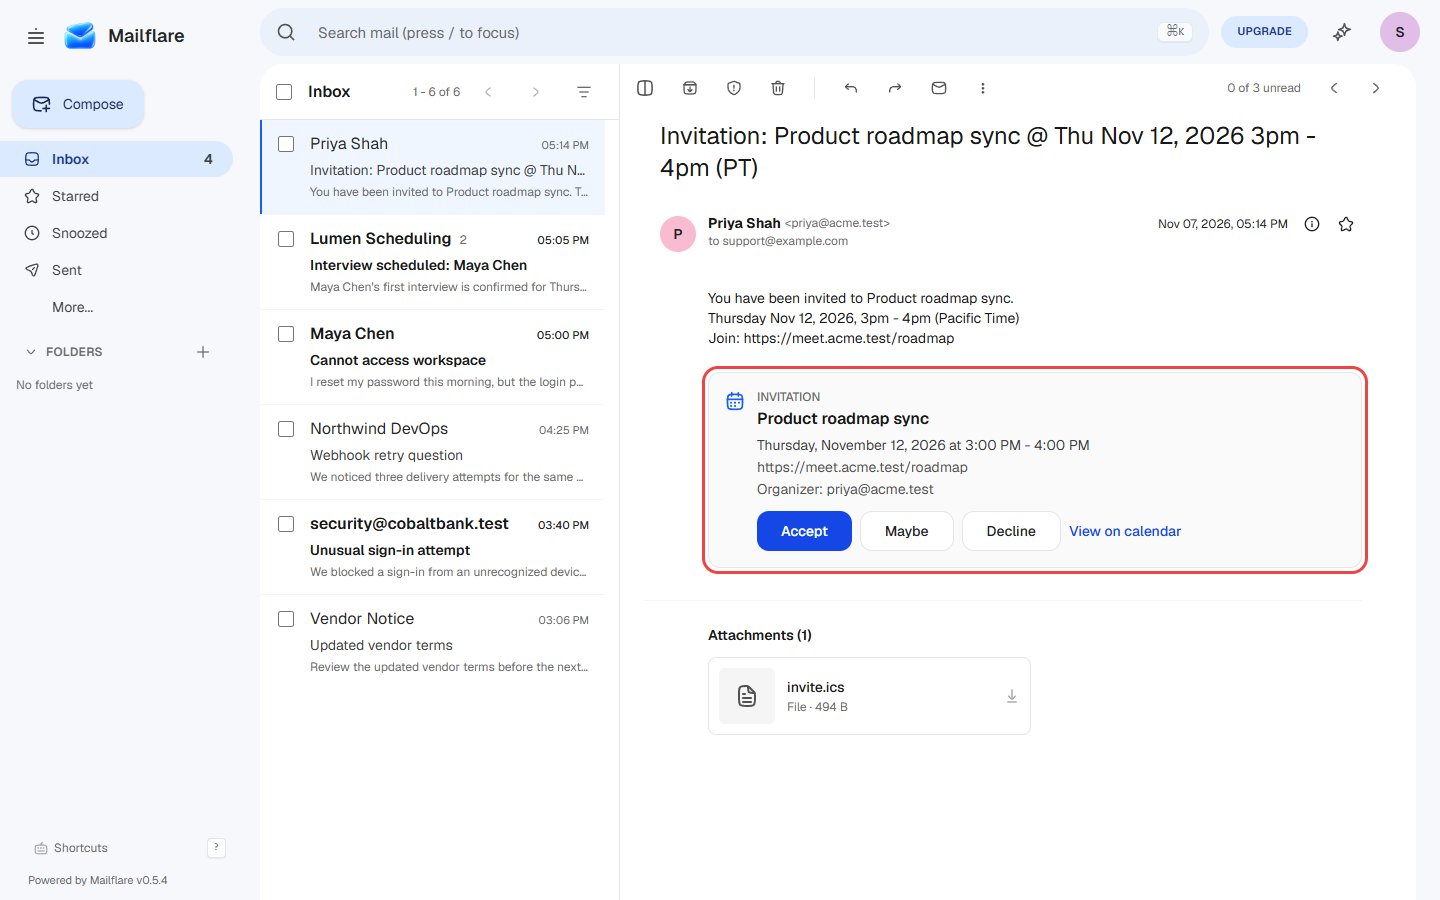 Mailflare
Search mail (press / to focus)
⌘K
UPGRADE
S
Compose
Inbox 4
Starred
Snoozed
Sent
More...
FOLDERS
No folders yet
Shortcuts ?
Powered by Mailflare v0.5.4
Inbox 1 - 6 of 6
Priya Shah 05:14 PM
Invitation: Product roadmap sync @ Thu N...
You have been invited to Product roadmap sync. T...
Lumen Scheduling 2 05:05 PM
Interview scheduled: Maya Chen
Maya Chen's first interview is confirmed for Thurs...
Maya Chen 05:00 PM
Cannot access workspace
I reset my password this morning, but the login p...
Northwind DevOps 04:25 PM
Webhook retry question
We noticed three delivery attempts for the same ...
security@cobaltbank.test 03:40 PM
Unusual sign-in attempt
We blocked a sign-in from an unrecognized devic...
Vendor Notice 03:06 PM
Updated vendor terms
Review the updated vendor terms before the next...
0 of 3 unread
Invitation: Product roadmap sync @ Thu Nov 12, 2026 3pm -
4pm (PT)
P
Priya Shah <priya@acme.test> Nov 07, 2026, 05:14 PM
to support@example.com
You have been invited to Product roadmap sync.
Thursday Nov 12, 2026, 3pm - 4pm (Pacific Time)
Join: https://meet.acme.test/roadmap
INVITATION
Product roadmap sync
Thursday, November 12, 2026 at 3:00 PM - 4:00 PM
https://meet.acme.test/roadmap
Organizer: priya@acme.test
Accept Maybe Decline View on calendar
Attachments (1)
invite.ics
File · 494 B